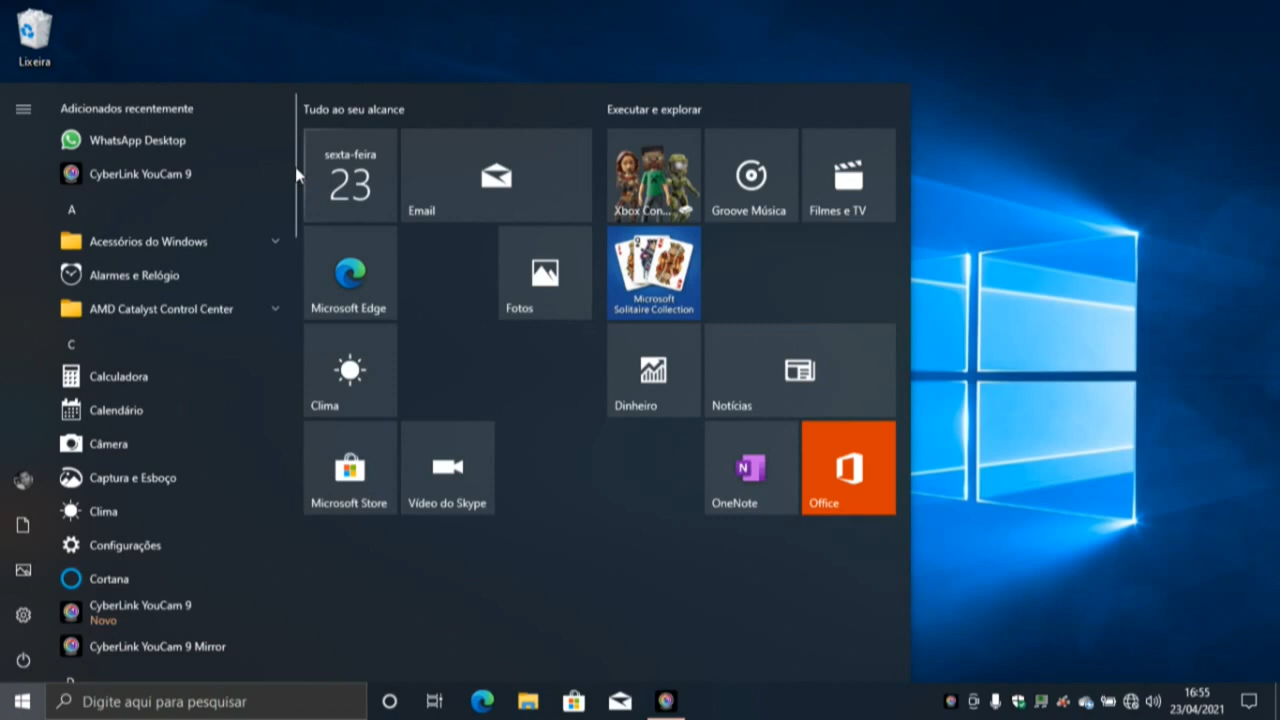 Lixeira
Adicionados recentemente
WhatsApp Desktop
CyberLink YouCam 9
A
Acessórios do Windows
Alarmes e Relógio
AMD Catalyst Control Center
C
Calculadora
Calendário
Câmera
Captura e Esboço
Clima
Configurações
Cortana
CyberLink YouCam 9
Novo
CyberLink YouCam 9 Mirror
Tudo ao seu alcance
sexta-feira
23
Email
Microsoft Edge
Fotos
Clima
Microsoft Store
Vídeo do Skype
Executar e explorar
Xbox Con...
Groove Música
Filmes e TV
Microsoft
Solitaire Collection
Dinheiro
Notícias
OneNote
Office
Digite aqui para pesquisar
16:55
23/04/2021